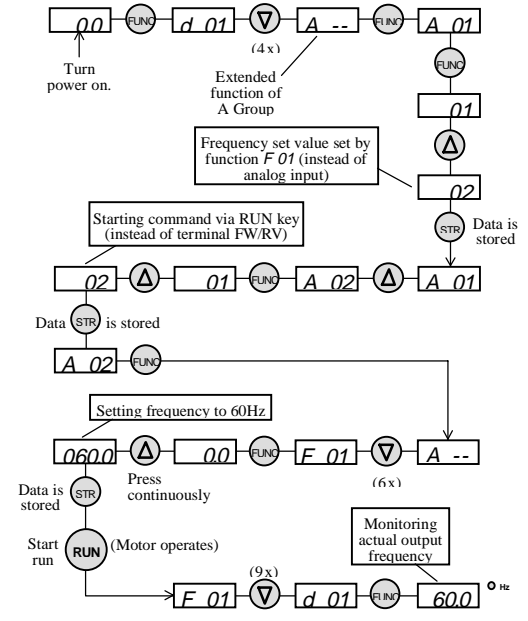 0.0 FUNC d 01 (4x) A -- FUNC A 01
Turn
power on.
Extended
function of
A Group
FUNC
01
Frequency set value set by
function F 01 (instead of
analog input)
02
STR Data is
stored
Starting command via RUN key
(instead of terminal FW/RV)
02 01 FUNC A 02 A 01
Data STR is stored
A 02 FUNC
Setting frequency to 60Hz
060.0 0.0 FUNC F 01 A --
(6x)
Press
continuously
Data is
stored
STR
Start
run
RUN (Motor operates)
Monitoring
actual output
frequency
(9x)
F 01 d 01 FUNC 60.0 Hz